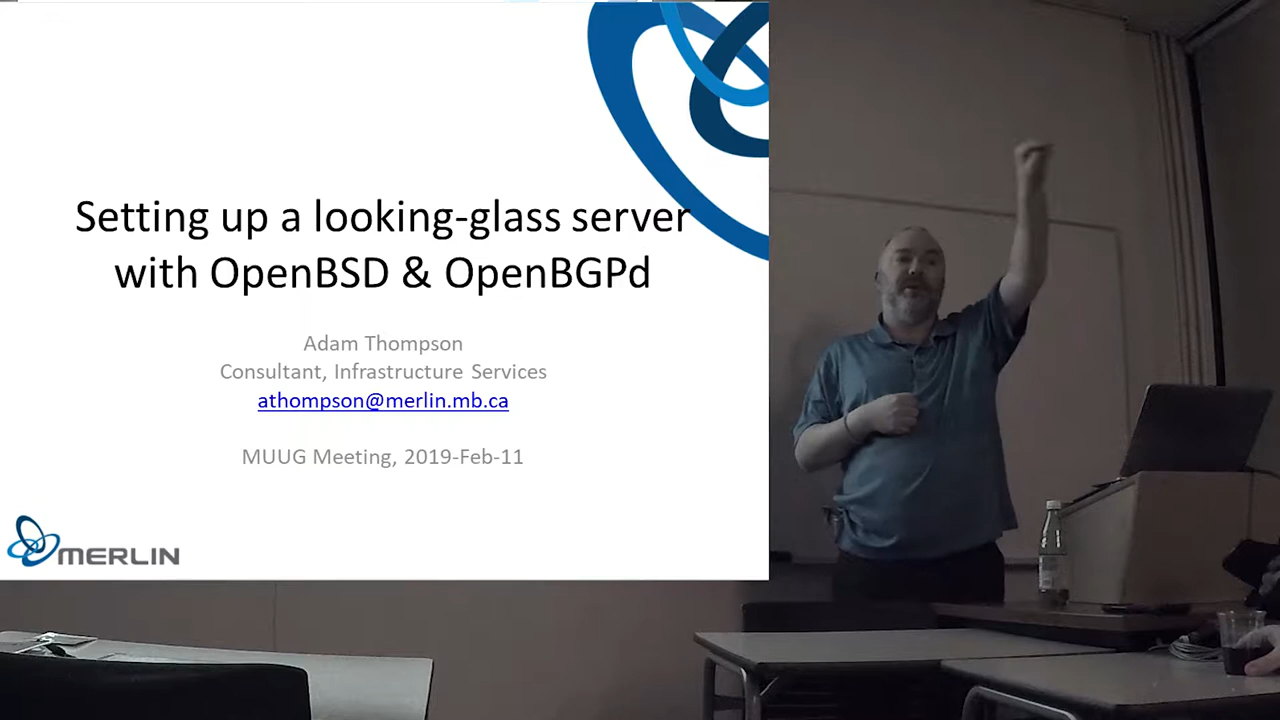 Setting up a looking-glass server
with OpenBSD & OpenBGPd
Adam Thompson
Consultant, Infrastructure Services
athompson@merlin.mb.ca
MUUG Meeting, 2019-Feb-11
MERLIN